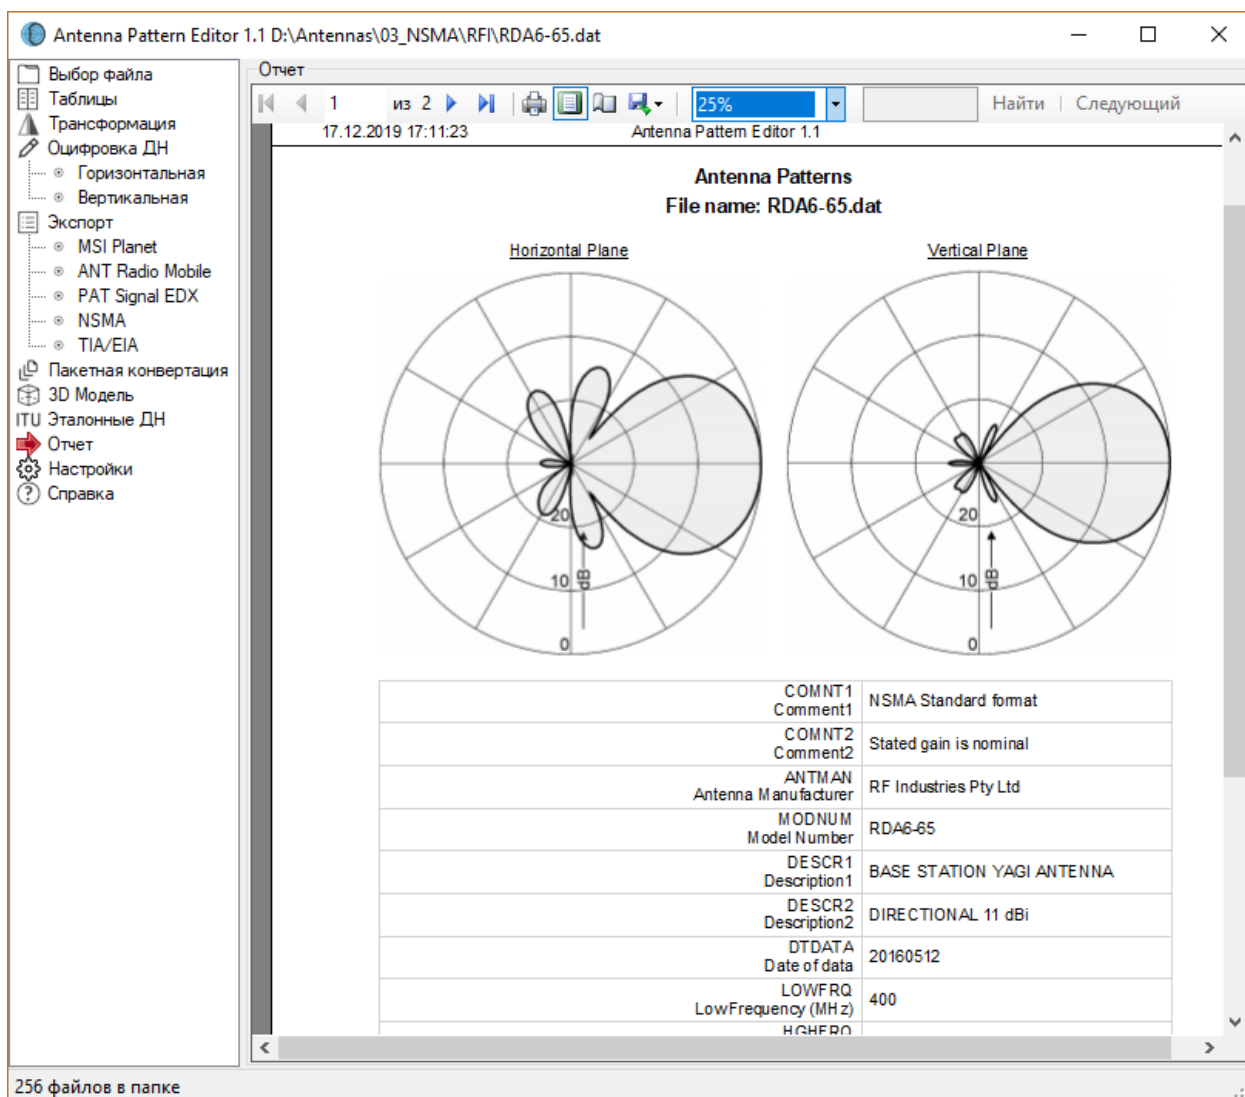 Antenna Pattern Editor 1.1 D:\Antennas\03_NSMA\RFI\RDA6-65.dat
Выбор файла
Таблицы
Трансформация
Оцифровка ДН
Горизонтальная
Вертикальная
Экспорт
MSI Planet
ANT Radio Mobile
PAT Signal EDX
NSMA
TIA/EIA
Пакетная конвертация
3D Модель
ITU Эталонные ДН
Отчет
Настройки
? Справка
Отчет
1 из 2 25% Найти Следующий
17.12.2019 17:11:23 Antenna Pattern Editor 1.1
Antenna Patterns
File name: RDA6-65.dat
Horizontal Plane
20
10
dB
0
Vertical Plane
20
10
dB
0
COMNT1
Comment1
NSMA Standard format
COMNT2
Comment2
Stated gain is nominal
ANTMAN
Antenna Manufacturer
RF Industries Pty Ltd
MODNUM
Model Number
RDA6-65
DESCR1
Description1
BASE STATION YAGI ANTENNA
DESCR2
Description2
DIRECTIONAL 11 dBi
DTDATA
Date of data
20160512
LOWFRQ
LowFrequency (MHz)
400
HGHFRQ
256 файлов в папке